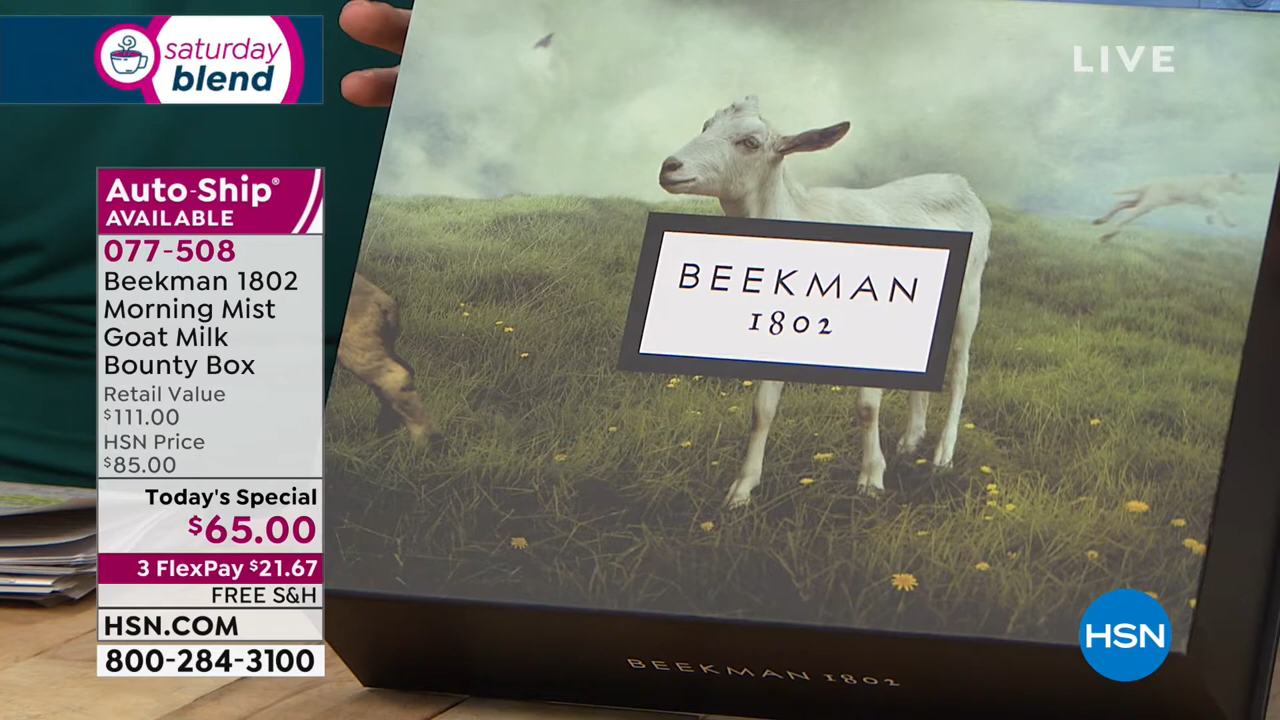 saturday
blend
LIVE
Auto-Ship®
AVAILABLE
077-508
Beekman 1802
Morning Mist
Goat Milk
Bounty Box
Retail Value
$111.00
HSN Price
$85.00
Today's Special
$65.00
3 FlexPay $21.67
FREE S&H
HSN.COM
800-284-3100
BEEKMAN
1802
BEEKMAN 1802
HSN